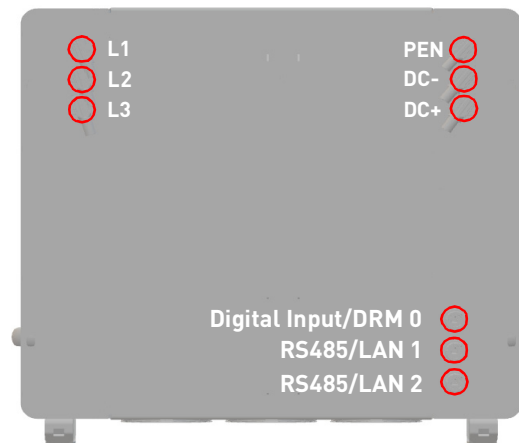 L1
L2
L3
PEN
DC-
DC+
Digital Input/DRM 0
RS485/LAN 1
RS485/LAN 2